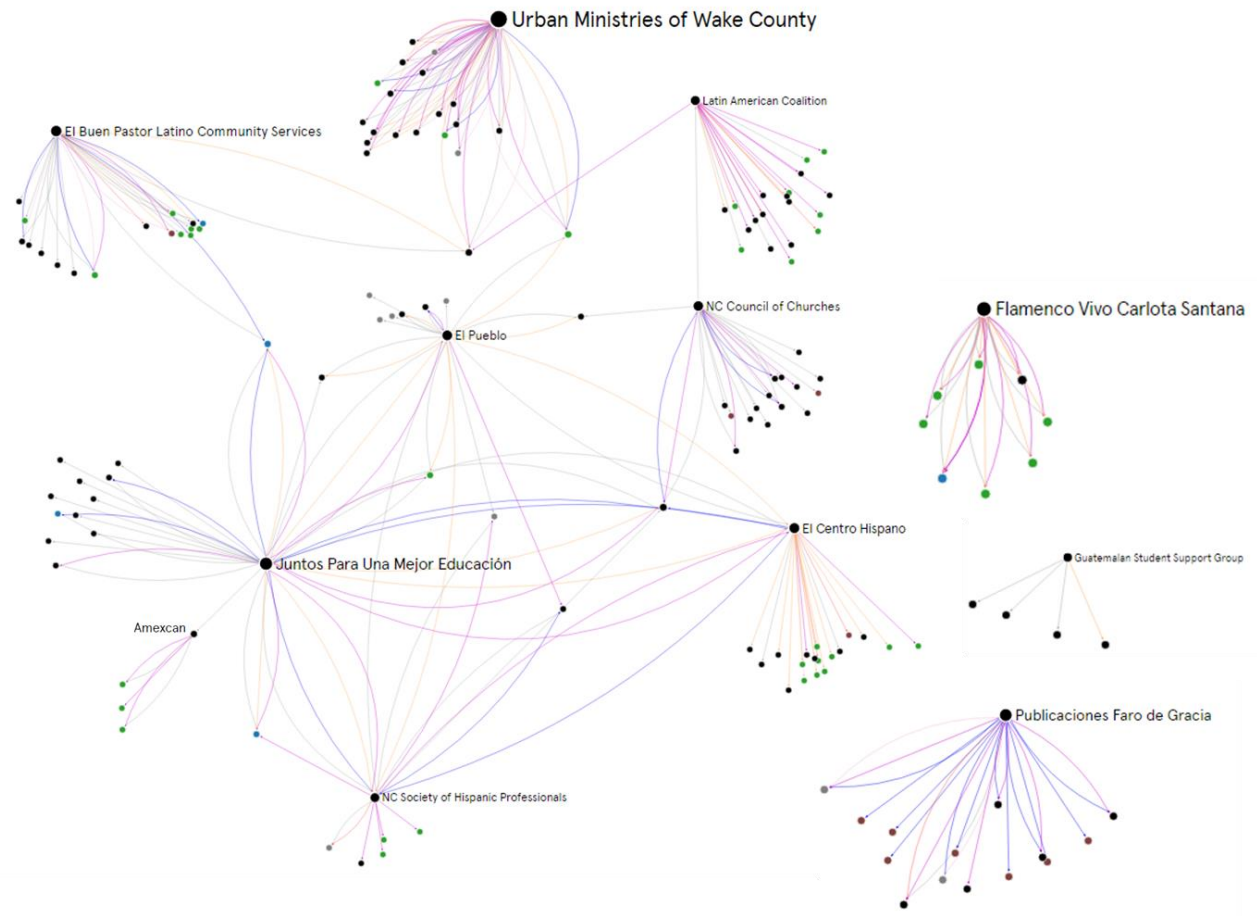 Urban Ministries of Wake County
Latin American Coalition
El Buen Pastor Latino Community Services
NC Council of Churches
Flamenco Vivo Carlota Santana
El Pueblo
El Centro Hispano
Guatemalan Student Support Group
Juntos Para Una Mejor Educación
Amexcan
Publicaciones Faro de Gracia
NC Society of Hispanic Professionals